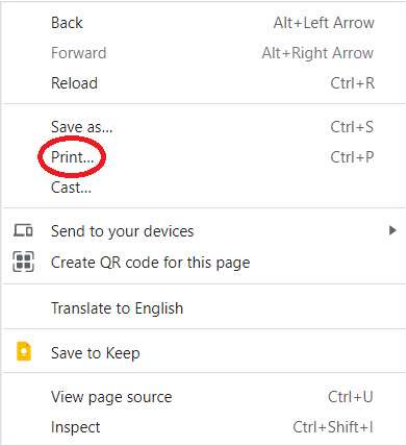 Back Alt+Left Arrow
Forward Alt+Right Arrow
Reload Ctrl+R
Save as... Ctrl+S
Print... Ctrl+P
Cast...
Send to your devices
Create QR code for this page
Translate to English
Save to Keep
View page source Ctrl+U
Inspect Ctrl+Shift+I